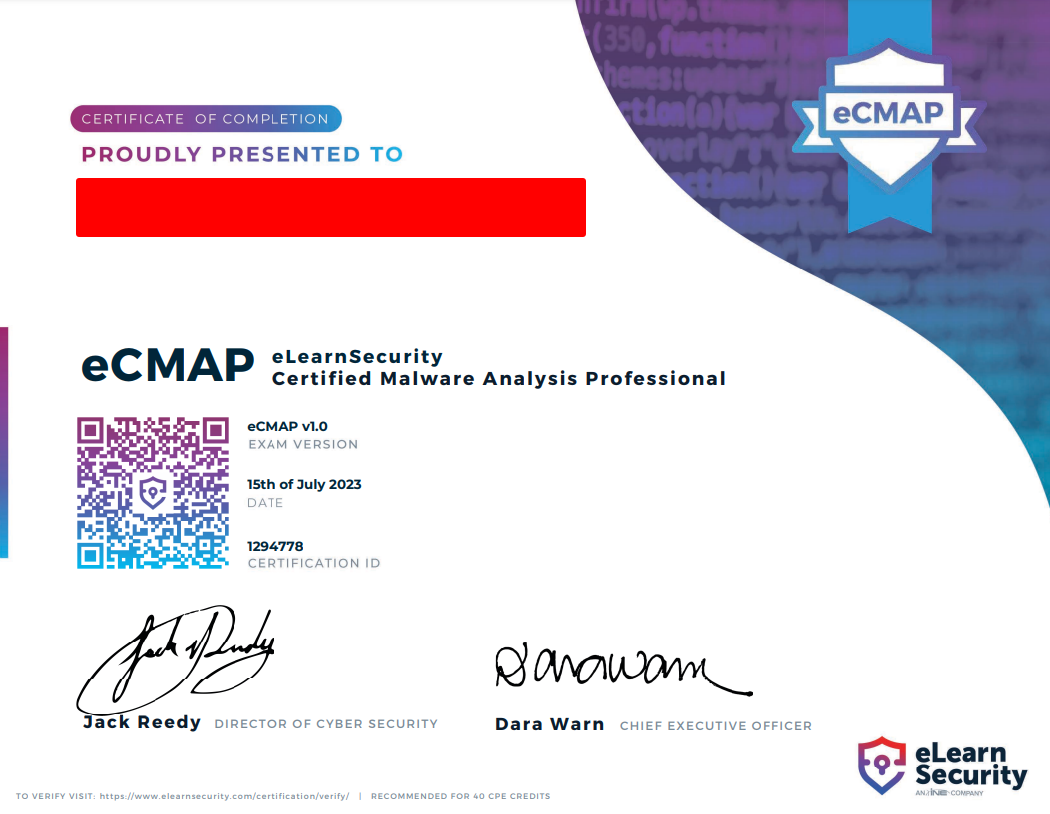 eCMAP
CERTIFICATE OF COMPLETION
PROUDLY PRESENTED TO
eCMAP
eLearnSecurity
Certified Malware Analysis Professional
eCMAP v1.0
EXAM VERSION
15th of July 2023
DATE
1294778
CERTIFICATION ID
Jack Reedy DIRECTOR OF CYBER SECURITY
Dara Warn CHIEF EXECUTIVE OFFICER
eLearn
Security
AN INE COMPANY
TO VERIFY VISIT: https://www.elearnsecurity.com/certification/verify/ | RECOMMENDED FOR 40 CPE CREDITS